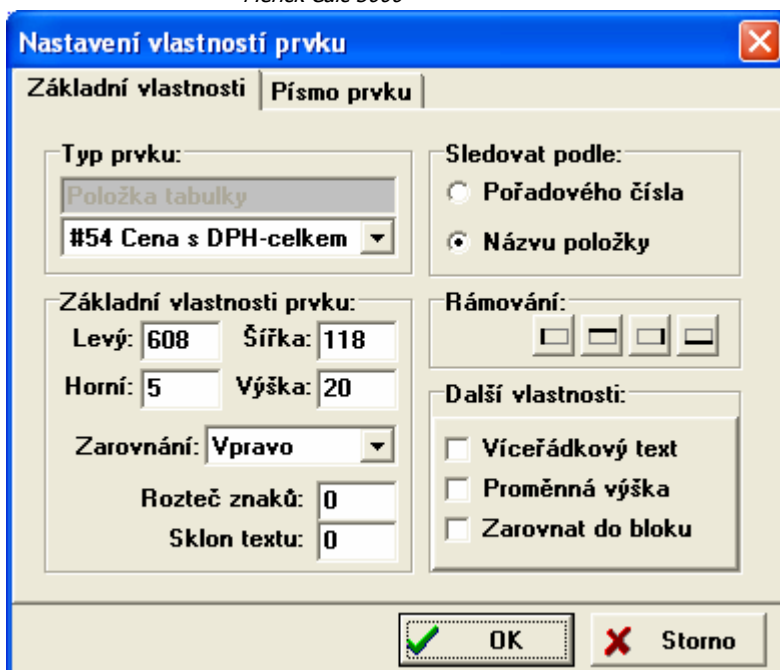 Nastavení vlastností prvku
Základní vlastnosti
Písmo prvku
Typ prvku:
Položka tabulky
#54 Cena s DPH-celkem
Sledovat podle:
Pořadového čísla
Názvu položky
Základní vlastnosti prvku:
Levý: 608 Šířka: 118
Horní: 5 Výška: 20
Zarovnání: Vpravo
Rozteč znaků: 0
Sklon textu: 0
Rámování:
Další vlastnosti:
Víceřádkový text
Proměnná výška
Zarovnat do bloku
OK
Storno